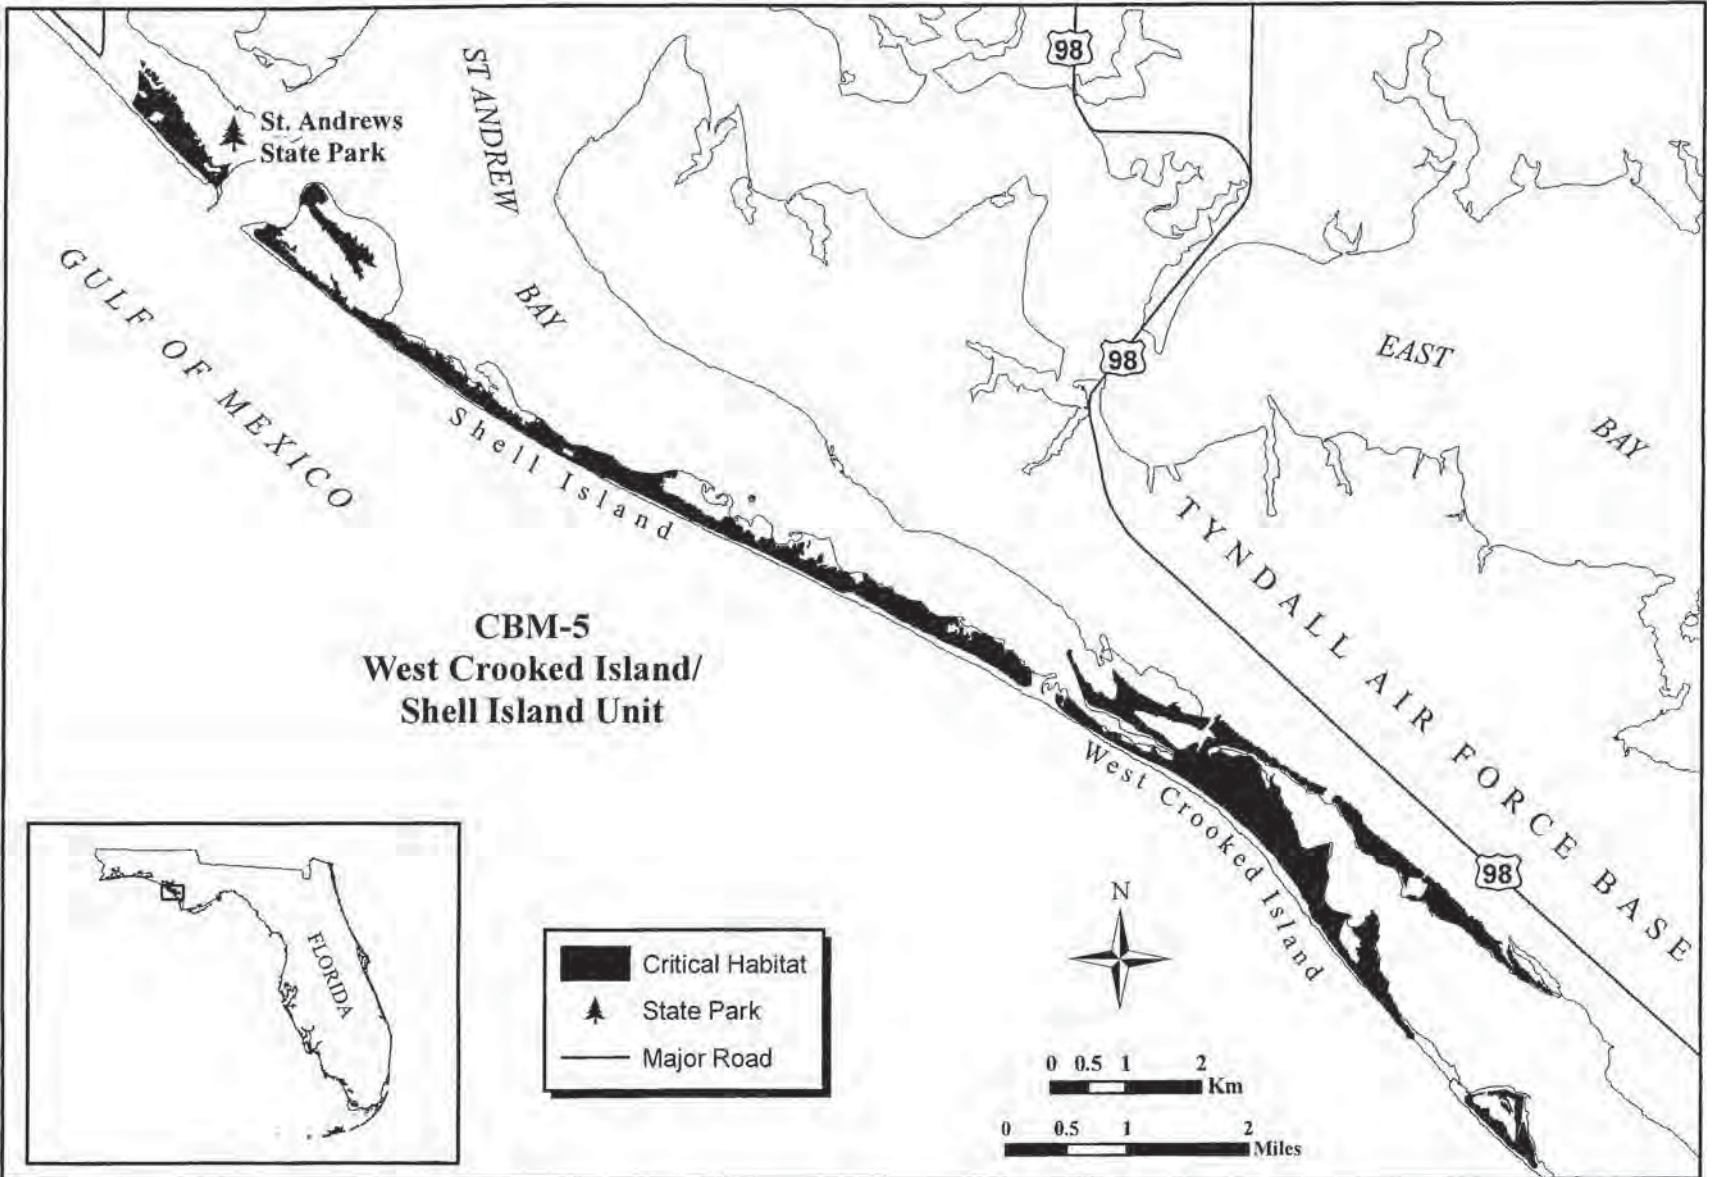 98
St. Andrews
State Park
ST ANDREW
BAY
GULF OF MEXICO
98
EAST
BAY
Shell Island
TYNDALL AIR FORCE BASE
CBM-5
West Crooked Island/
Shell Island Unit
West Crooked Island
98
FLORIDA
Critical Habitat
State Park
Major Road
N
0 0.5 1 2
Km
0 0.5 1 2
Miles